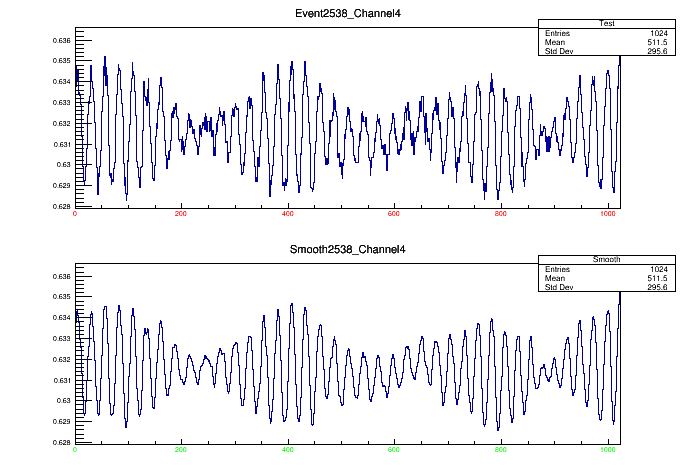 Event2538_Channel4
Test
Entries 1024
Mean 511.5
Std Dev 295.6
0.636
0.635
0.634
0.633
0.632
0.631
0.63
0.629
0.628
0 200 400 600 800 1000
Smooth2538_Channel4
Smooth
Entries 1024
Mean 511.5
Std Dev 295.6
0.636
0.635
0.634
0.633
0.632
0.631
0.63
0.629
0.628
0 200 400 600 800 1000